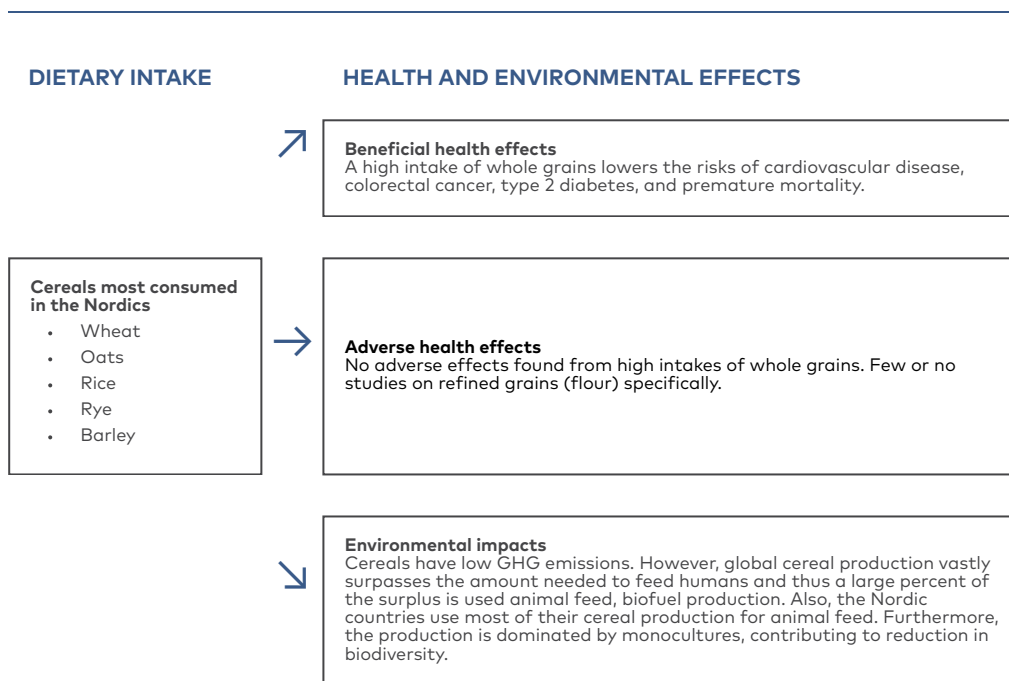 DIETARY INTAKE
HEALTH AND ENVIRONMENTAL EFFECTS
Beneficial health effects
A high intake of whole grains lowers the risks of cardiovascular disease,
colorectal cancer, type 2 diabetes, and premature mortality.
Cereals most consumed
in the Nordics
• Wheat
• Oats
• Rice
• Rye
• Barley
Adverse health effects
No adverse effects found from high intakes of whole grains. Few or no
studies on refined grains (flour) specifically.
Environmental impacts
Cereals have low GHG emissions. However, global cereal production vastly
surpasses the amount needed to feed humans and thus a large percent of
the surplus is used animal feed, biofuel production. Also, the Nordic
countries use most of their cereal production for animal feed. Furthermore,
the production is dominated by monocultures, contributing to reduction in
biodiversity.